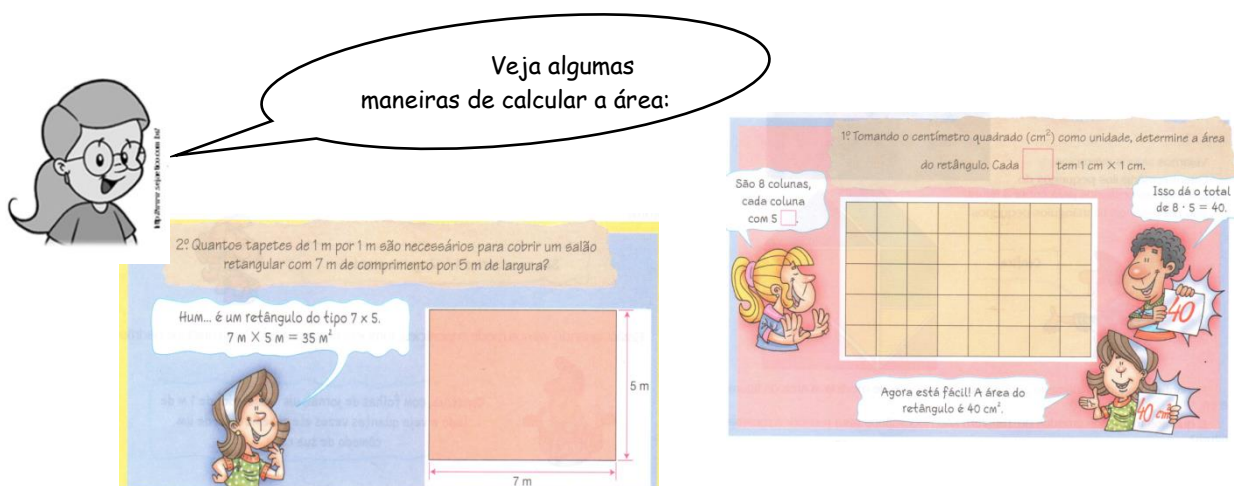 Veja algumas
maneiras de calcular a área:
1º Tomando o centímetro quadrado (cm²) como unidade, determine a área
do retângulo. Cada tem 1 cm × 1 cm.
São 8 colunas,
cada coluna
com 5 .
Isso dá o total
de 8 · 5 = 40.
40
Agora está fácil! A área do
retângulo é 40 cm².
40 cm²
2º Quantos tapetes de 1 m por 1 m são necessários para cobrir um salão
retangular com 7 m de comprimento por 5 m de largura?
Hum... é um retângulo do tipo 7 x 5.
7 m × 5 m = 35 m²
5 m
7 m